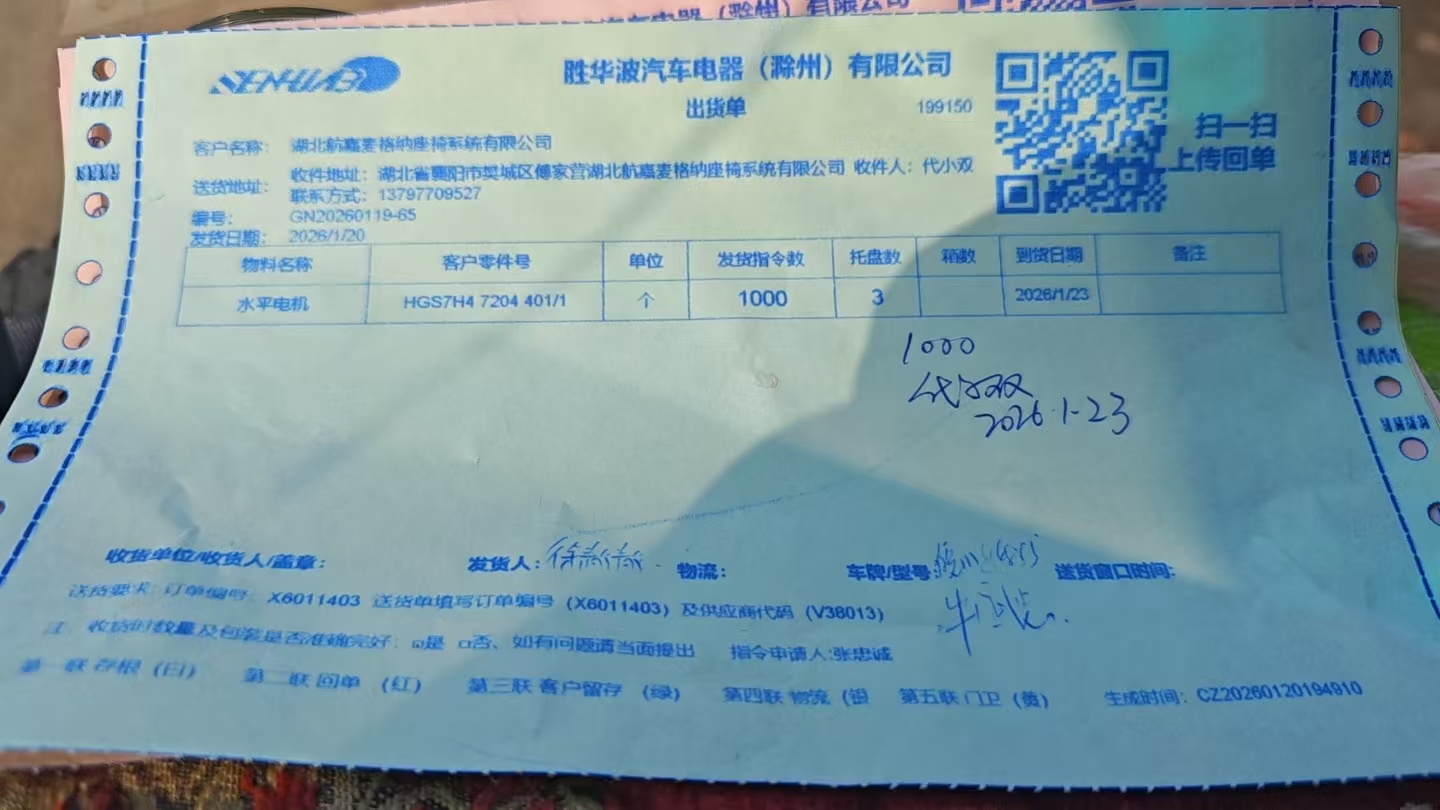 胜华波汽车电器（滁州）有限公司
出货单
199150
扫一扫
上传回单
客户名称： 湖北航嘉麦格纳座椅系统有限公司
送货地址： 收件地址：湖北省襄阳市樊城区傅家营湖北航嘉麦格纳座椅系统有限公司 收件人：代小双
联系方式：13797709527
编号： GN20260119-65
发货日期： 2026/1/20
物料名称 客户零件号 单位 发货指令数 托盘数 箱数 到货日期 备注
水平电机 HGS7H4 7204 401/1 个 1000 3 2026/1/23
1000
代小双
2026.1.23
收货单位/收货人/盖章： 发货人： 物流： 车牌/型号： 送货窗口时间：
送货要求：订单编号 X6011403 送货单填写订单编号（X6011403）及供应商代码（V38013）
注：收货时数量及包装是否准确完好：☑是 □否、如有问题请当面提出 指令申请人:张忠诚
第一联 存根（白） 第二联 回单 （红） 第三联 客户留存 （绿） 第四联 物流（银 第五联 门卫（黄） 生成时间：CZ20260120194910